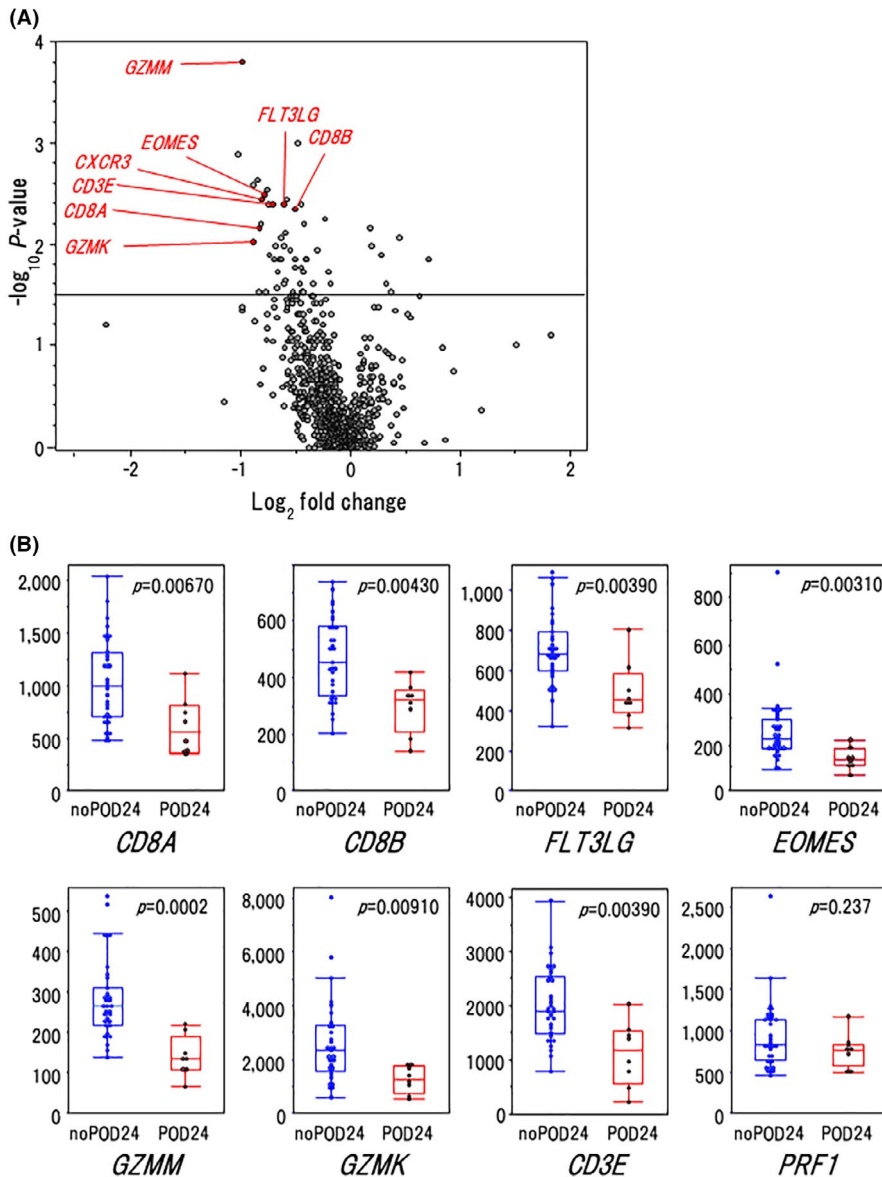 (A)
4
3
2
1
0
-log10 P-value
GZMM
FLT3LG
EOMES
CD8B
CXCR3
CD3E
CD8A
GZMK
-2
-1
0
1
2
Log2 fold change
(B)
2,000
1,500
1,000
500
0
p=0.00670
noPOD24 POD24
CD8A
600
400
200
0
p=0.00430
noPOD24 POD24
CD8B
1,000
800
600
400
200
0
p=0.00390
noPOD24 POD24
FLT3LG
800
600
400
200
0
p=0.00310
noPOD24 POD24
EOMES
500
400
300
200
100
0
p=0.0002
noPOD24 POD24
GZMM
8,000
6,000
4,000
2,000
0
p=0.00910
noPOD24 POD24
GZMK
4000
3000
2000
1000
0
p=0.00390
noPOD24 POD24
CD3E
2,500
2,000
1,500
1,000
500
0
p=0.237
noPOD24 POD24
PRF1